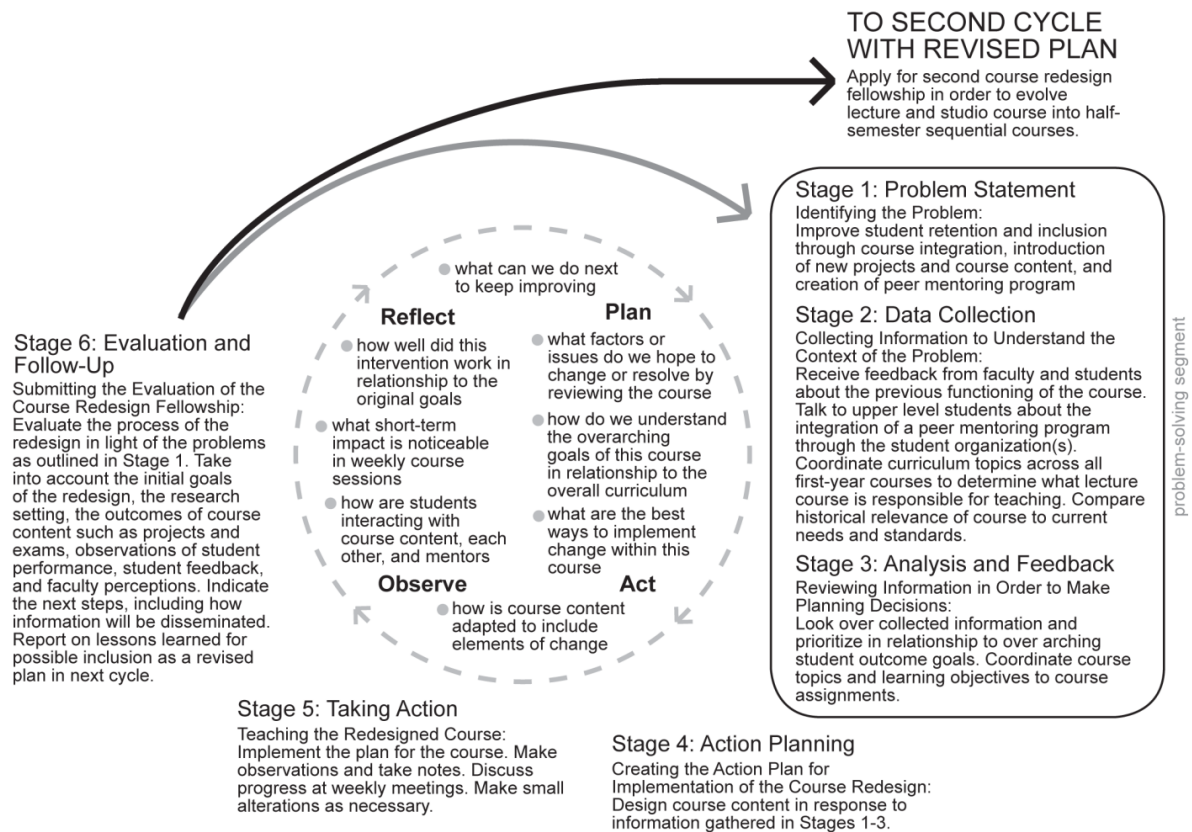 TO SECOND CYCLE
WITH REVISED PLAN
Apply for second course redesign
fellowship in order to evolve
lecture and studio course into half-
semester sequential courses.
Stage 1: Problem Statement
Identifying the Problem:
Improve student retention and inclusion
through course integration, introduction
of new projects and course content, and
creation of peer mentoring program
Stage 2: Data Collection
Collecting Information to Understand the
Context of the Problem:
Receive feedback from faculty and students
about the previous functioning of the course.
Talk to upper level students about the
integration of a peer mentoring program
through the student organization(s).
Coordinate curriculum topics across all
first-year courses to determine what lecture
course is responsible for teaching. Compare
historical relevance of course to current
needs and standards.
Stage 3: Analysis and Feedback
Reviewing Information in Order to Make
Planning Decisions:
Look over collected information and
prioritize in relationship to over arching
student outcome goals. Coordinate course
topics and learning objectives to course
assignments.
problem-solving segment
Stage 4: Action Planning
Creating the Action Plan for
Implementation of the Course Redesign:
Design course content in response to
information gathered in Stages 1-3.
Stage 5: Taking Action
Teaching the Redesigned Course:
Implement the plan for the course. Make
observations and take notes. Discuss
progress at weekly meetings. Make small
alterations as necessary.
Stage 6: Evaluation and
Follow-Up
Submitting the Evaluation of the
Course Redesign Fellowship:
Evaluate the process of the
redesign in light of the problems
as outlined in Stage 1. Take
into account the initial goals
of the redesign, the research
setting, the outcomes of course
content such as projects and
exams, observations of student
performance, student feedback,
and faculty perceptions. Indicate
the next steps, including how
information will be disseminated.
Report on lessons learned for
possible inclusion as a revised
plan in next cycle.
what can we do next
to keep improving
Plan
what factors or
issues do we hope to
change or resolve by
reviewing the course
how do we understand
the overarching
goals of this course
in relationship to the
overall curriculum
what are the best
ways to implement
change within this
course
Act
how is course content
adapted to include
elements of change
Observe
how are students
interacting with
course content, each
other, and mentors
what short-term
impact is noticeable
in weekly course
sessions
Reflect
how well did this
intervention work in
relationship to the
original goals